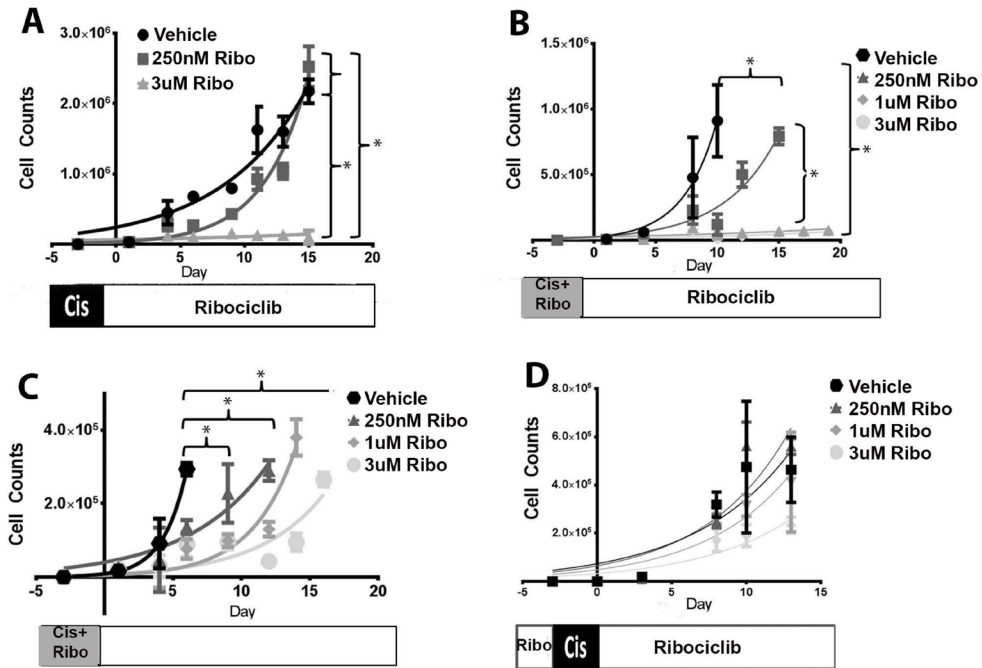 A
Vehicle
250nM Ribo
3uM Ribo
Cell Counts
3.0×10⁶
2.0×10⁶
1.0×10⁶
* *
-5 0 5 10 15 20
Day
Cis Ribociclib
B
Vehicle
250nM Ribo
1uM Ribo
3uM Ribo
Cell Counts
1.5×10⁶
1.0×10⁶
5.0×10⁵
*
*
*
-5 0 5 10 15 20
Day
Cis+
Ribo
Ribociclib
C
Vehicle
250nM Ribo
1uM Ribo
3uM Ribo
Cell Counts
4.0×10⁵
2.0×10⁵
*
*
*
-5 0 5 10 15 20
Day
Cis+
Ribo
D
Vehicle
250nM Ribo
1uM Ribo
3uM Ribo
Cell Counts
8.0×10⁵
6.0×10⁵
4.0×10⁵
2.0×10⁵
-5 0 5 10 15
Day
Ribo Cis Ribociclib